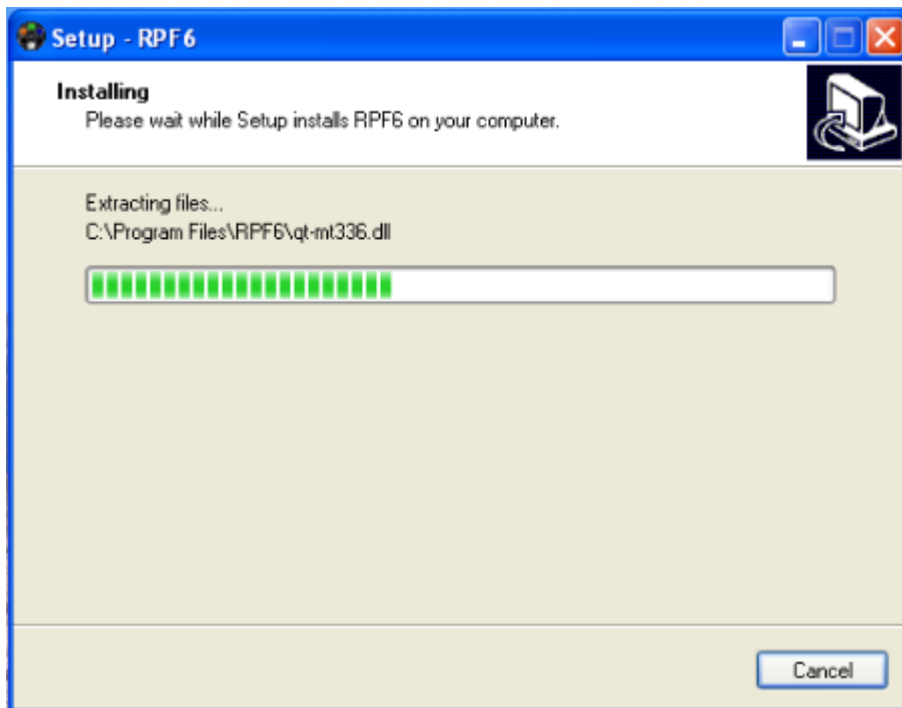 Setup - RPF6
Installing
Please wait while Setup installs RPF6 on your computer.
Extracting files...
C:\Program Files\RPF6\qt-mt336.dll
Cancel